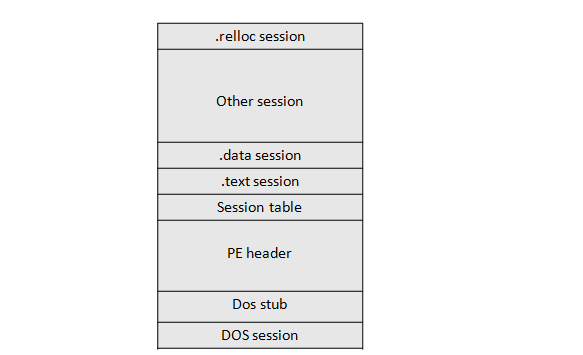 .relloc session
Other session
.data session
.text session
Session table
PE header
Dos stub
DOS session